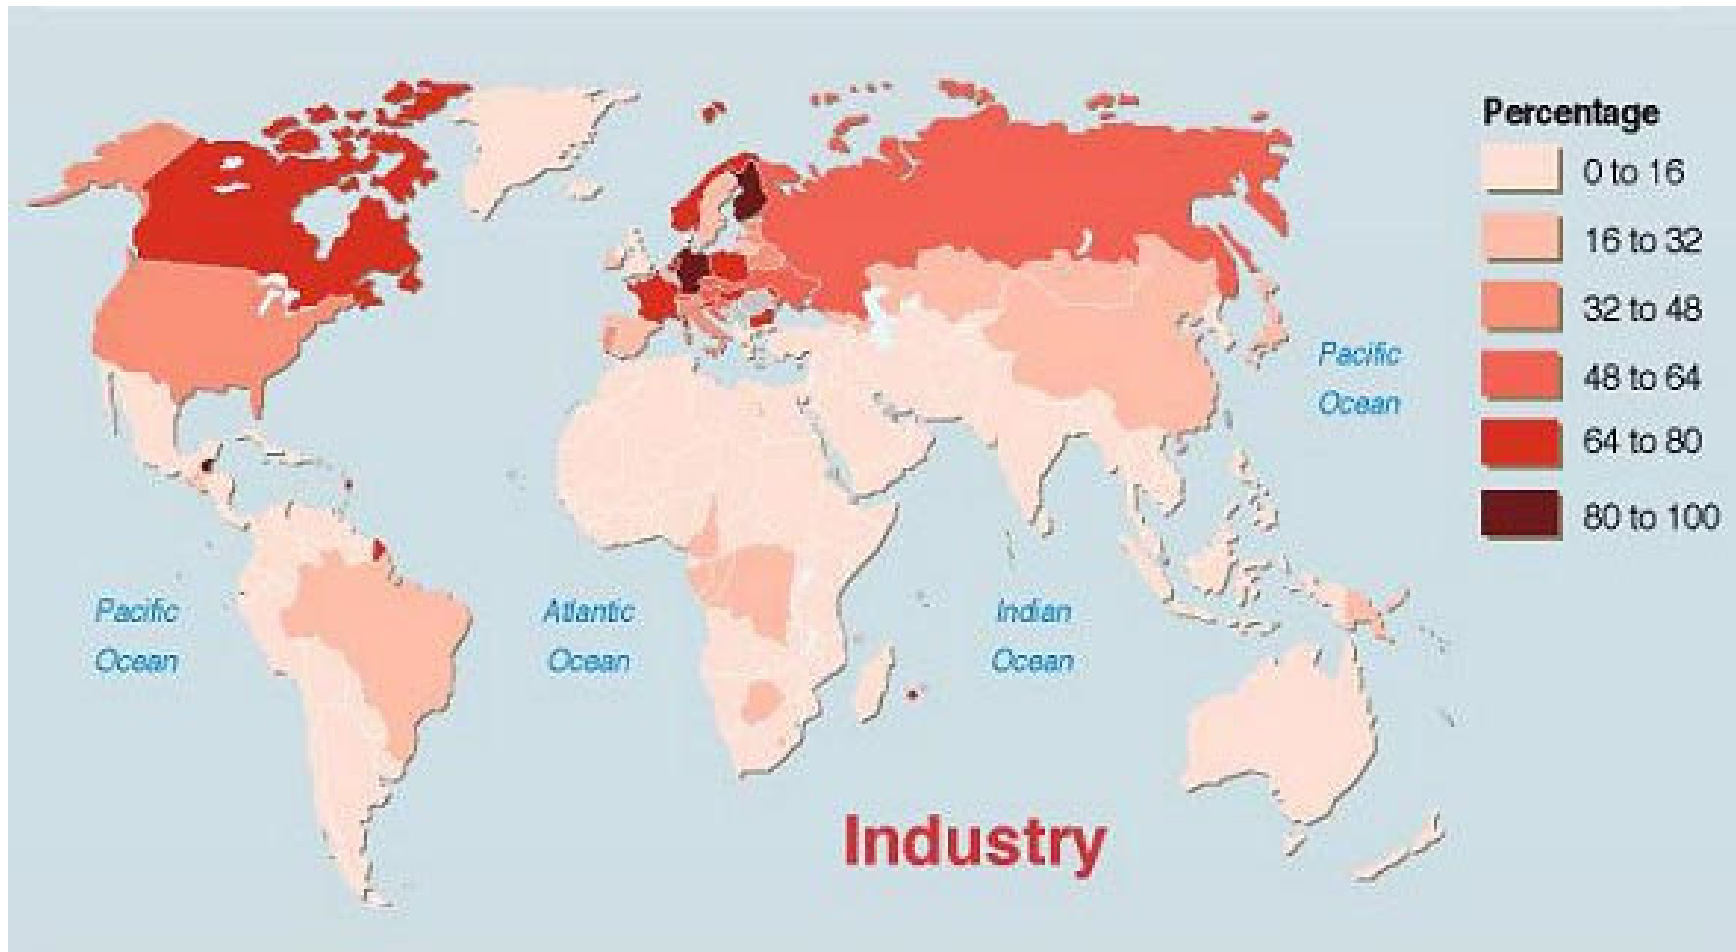 Percentage
0 to 16
16 to 32
32 to 48
48 to 64
64 to 80
80 to 100
Pacific
Ocean
Pacific
Ocean
Atlantic
Ocean
Indian
Ocean
Industry